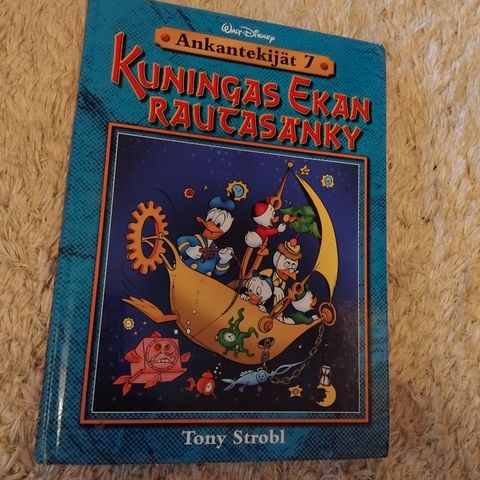 Walt Disney
Ankantekijät 7
Kuningas Ekan
rautasänky
Tony Strobl